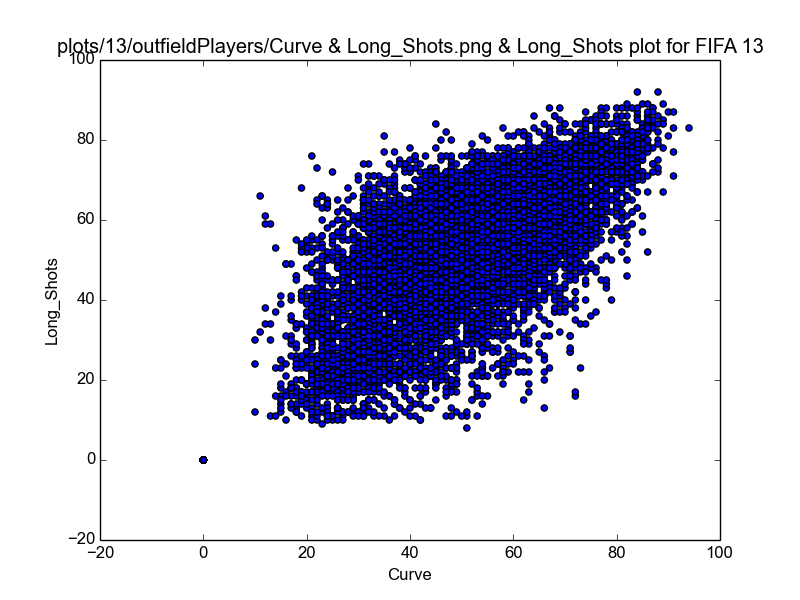 plots/13/outfieldPlayers/Curve & Long_Shots.png & Long_Shots plot for FIFA 13
100
80
60
40
20
0
−20
Long_Shots
−20 0 20 40 60 80 100
Curve